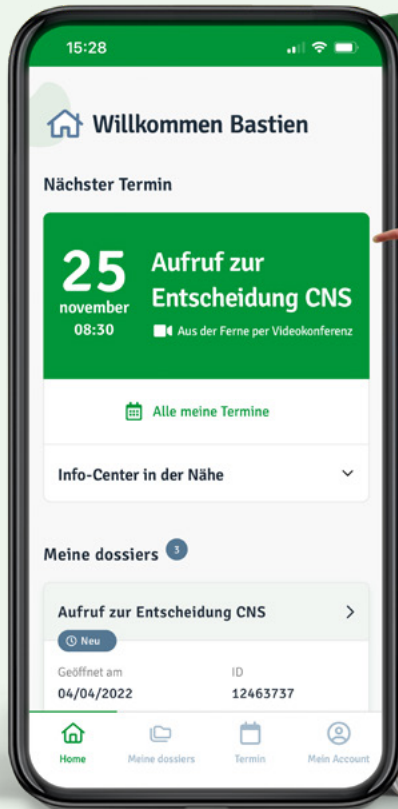 15:28
Willkommen Bastien
Nächster Termin
25
november
08:30
Aufruf zur
Entscheidung CNS
Aus der Ferne per Videokonferenz
Alle meine Termine
Info-Center in der Nähe
Meine dossiers 3
Aufruf zur Entscheidung CNS
Neu
Geöffnet am
04/04/2022
ID
12463737
Home
Meine dossiers
Termin
Mein Account